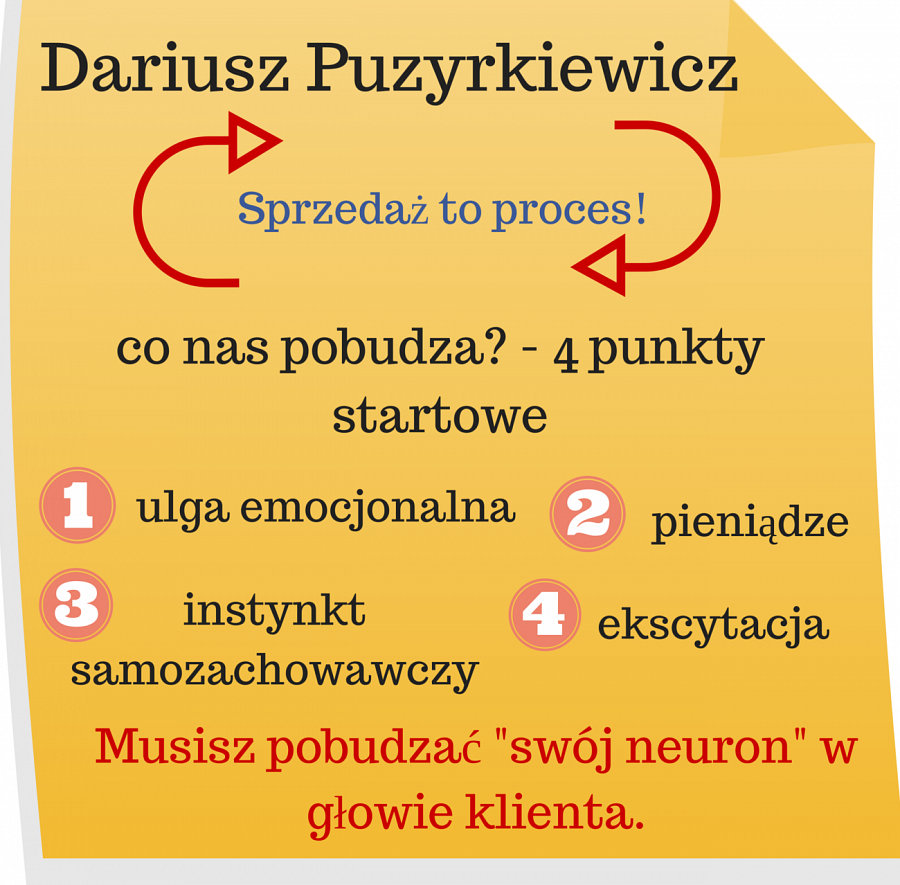 Dariusz Puzyrkiewicz
Sprzedaż to proces!
co nas pobudza? - 4 punkty
startowe
1 ulga emocjonalna
2 pieniądze
3 instynkt
samozachowawczy
4 ekscytacja
Musisz pobudzać "swój neuron" w
głowie klienta.